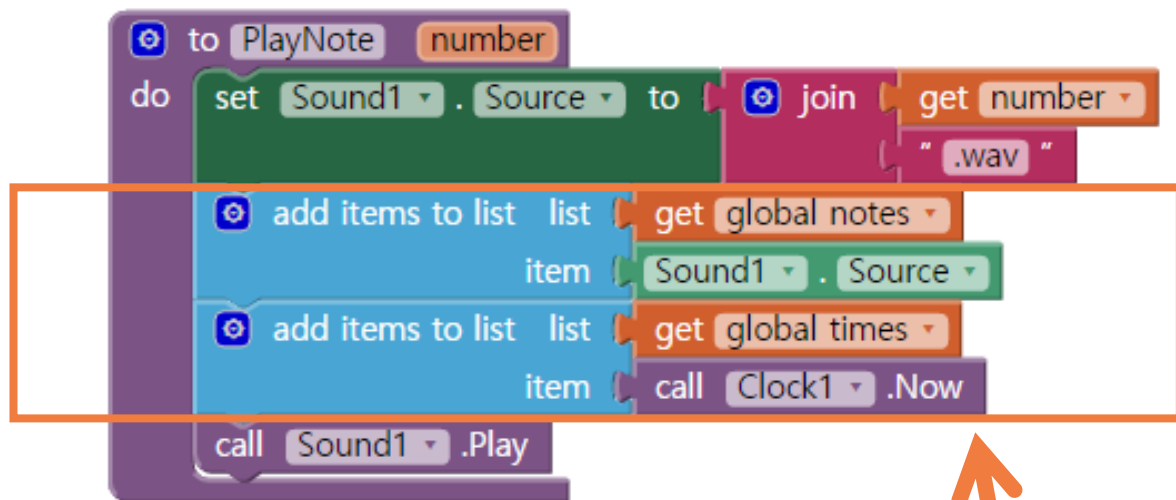 to PlayNote number
do set Sound1 . Source to join get number
" .wav "
add items to list list get global notes
item Sound1 . Source
add items to list list get global times
item call Clock1 .Now
call Sound1 .Play